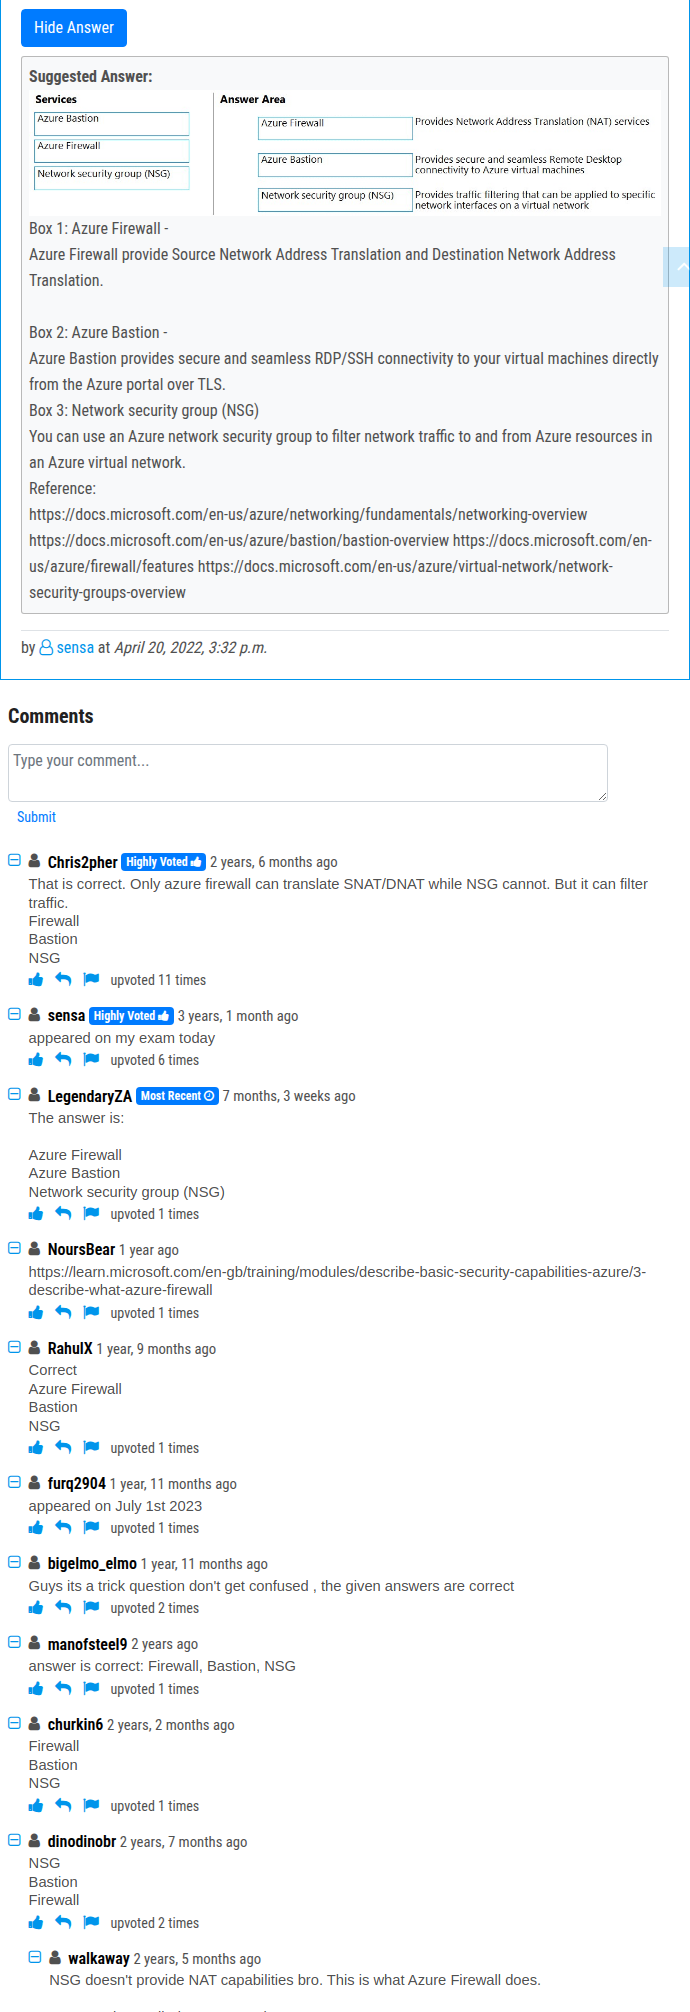 Hide Answer
Suggested Answer:
Services
Answer Area
Azure Bastion
Azure Firewall
Network security group (NSG)
Azure Firewall
Provides Network Address Translation (NAT) services
Azure Bastion
Provides secure and seamless Remote Desktop
connectivity to Azure virtual machines
Network security group (NSG)
Provides traffic filtering that can be applied to specific
network interfaces on a virtual network
Box 1: Azure Firewall -
Azure Firewall provide Source Network Address Translation and Destination Network Address
Translation.
Box 2: Azure Bastion -
Azure Bastion provides secure and seamless RDP/SSH connectivity to your virtual machines directly
from the Azure portal over TLS.
Box 3: Network security group (NSG)
You can use an Azure network security group to filter network traffic to and from Azure resources in
an Azure virtual network.
Reference:
https://docs.microsoft.com/en-us/azure/networking/fundamentals/networking-overview
https://docs.microsoft.com/en-us/azure/bastion/bastion-overview https://docs.microsoft.com/en-
us/azure/firewall/features https://docs.microsoft.com/en-us/azure/virtual-network/network-
security-groups-overview
by sensa at April 20, 2022, 3:32 p.m.
Comments
Type your comment...
Submit
Chris2pher Highly Voted 2 years, 6 months ago
That is correct. Only azure firewall can translate SNAT/DNAT while NSG cannot. But it can filter
traffic.
Firewall
Bastion
NSG
upvoted 11 times
sensa Highly Voted 3 years, 1 month ago
appeared on my exam today
upvoted 6 times
LegendaryZA Most Recent 7 months, 3 weeks ago
The answer is:
Azure Firewall
Azure Bastion
Network security group (NSG)
upvoted 1 times
NoursBear 1 year ago
https://learn.microsoft.com/en-gb/training/modules/describe-basic-security-capabilities-azure/3-
describe-what-azure-firewall
upvoted 1 times
RahulX 1 year, 9 months ago
Correct
Azure Firewall
Bastion
NSG
upvoted 1 times
furq2904 1 year, 11 months ago
appeared on July 1st 2023
upvoted 1 times
bigelmo_elmo 1 year, 11 months ago
Guys its a trick question don't get confused , the given answers are correct
upvoted 2 times
manofsteel9 2 years ago
answer is correct: Firewall, Bastion, NSG
upvoted 1 times
churkin6 2 years, 2 months ago
Firewall
Bastion
NSG
upvoted 1 times
dinodinobr 2 years, 7 months ago
NSG
Bastion
Firewall
upvoted 2 times
walkaway 2 years, 5 months ago
NSG doesn't provide NAT capabilities bro. This is what Azure Firewall does.